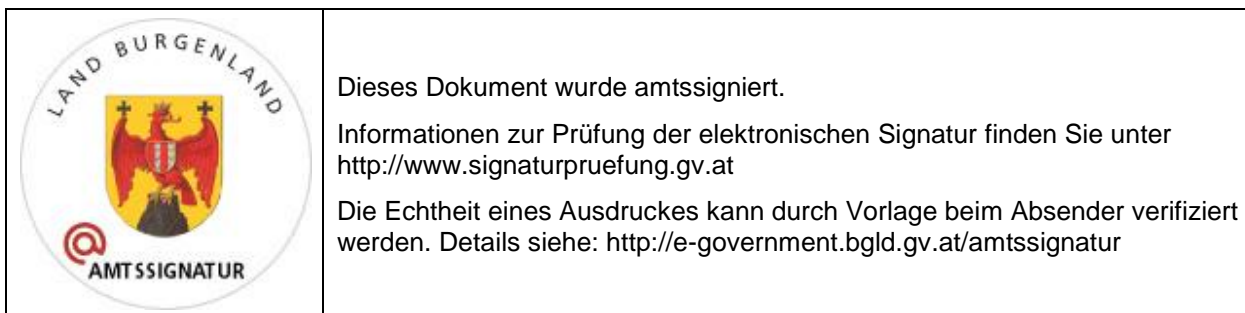 LAND BURGENLAND
@
AMTSSIGNATUR
Dieses Dokument wurde amtssigniert.
Informationen zur Prüfung der elektronischen Signatur finden Sie unter
http://www.signaturpruefung.gv.at
Die Echtheit eines Ausdruckes kann durch Vorlage beim Absender verifiziert
werden. Details siehe: http://e-government.bgld.gv.at/amtssignatur